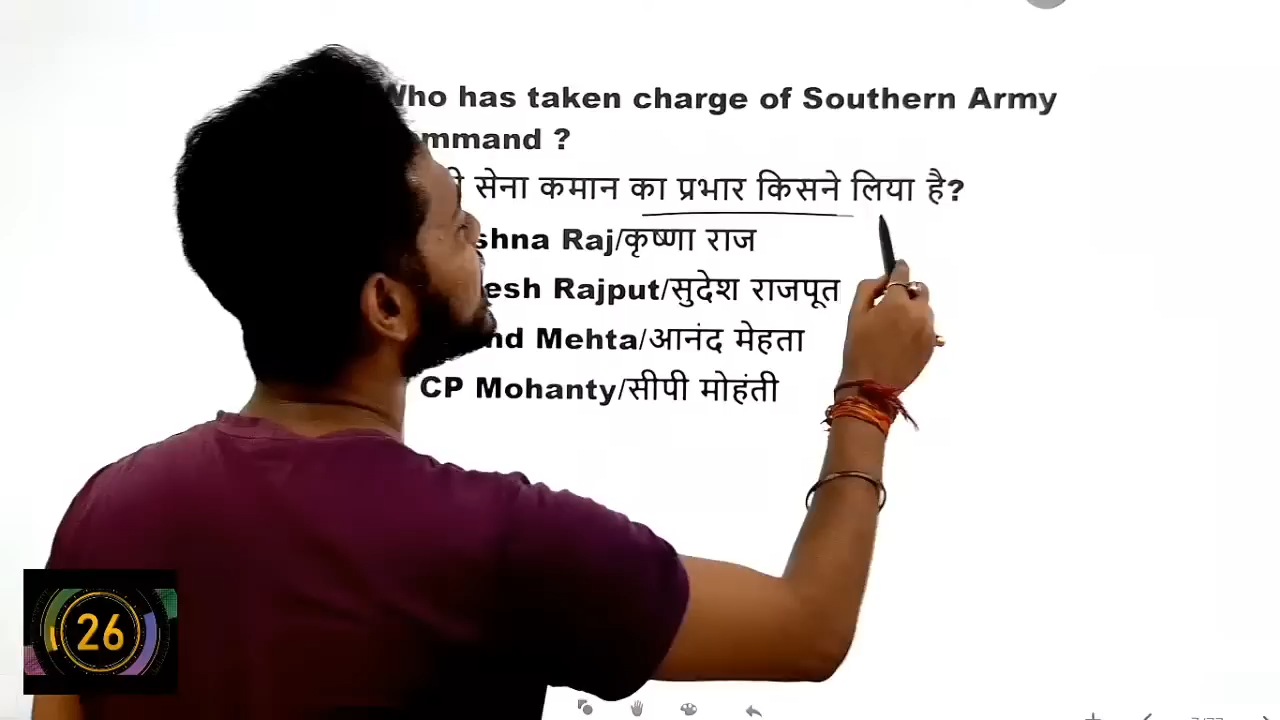 Who has taken charge of Southern Army
mmand ?
सेना कमान का प्रभार किसने लिया है?
shna Raj/कृष्णा राज
esh Rajput/सुदेश राजपूत
nd Mehta/आनंद मेहता
CP Mohanty/सीपी मोहंती
26